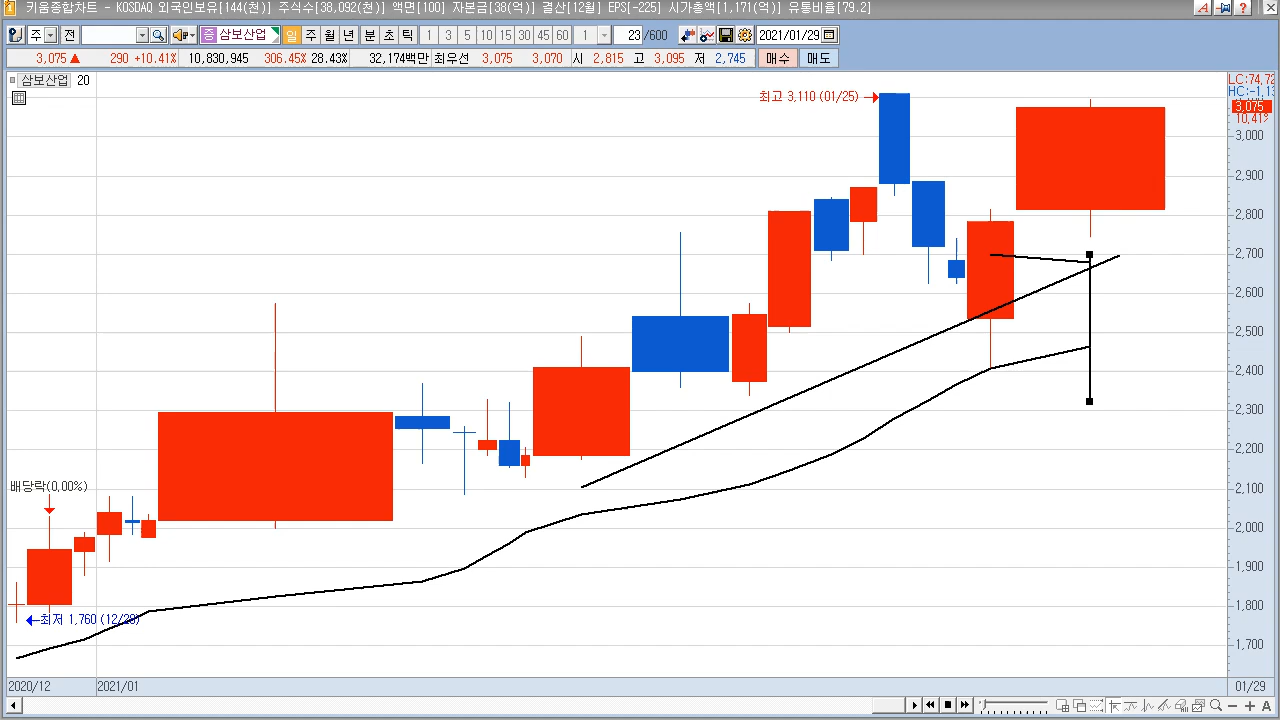 키움종합차트 - KOSDAQ 외국인보유[144(천)] 주식수[38,092(천)] 액면[100] 자본금[38(억)] 결산[12월] EPS[-225] 시가총액[1,171(억)] 유통비율[79.2]
주 전 증 삼보산업 일 주 월 년 분 초 틱 1 3 5 10 15 30 45 60 1 23 /600 2021/01/29
3,075 ▲ 290 +10.41% 10,830,945 306.45% 28.43% 32,174백만 최우선 3,075 3,070 시 2,815 고 3,095 저 2,745 매수 매도
삼보산업 20
LC:74,7
HC:-1,1
최고 3,110 (01/25)
3,075
10,41%
3,000
2,900
2,800
2,700
2,600
2,500
2,400
2,300
2,200
2,100
배당락(0,00%)
2,000
1,900
1,800
최저 1,760 (12/28)
1,700
2020/12 2021/01 01/29
A